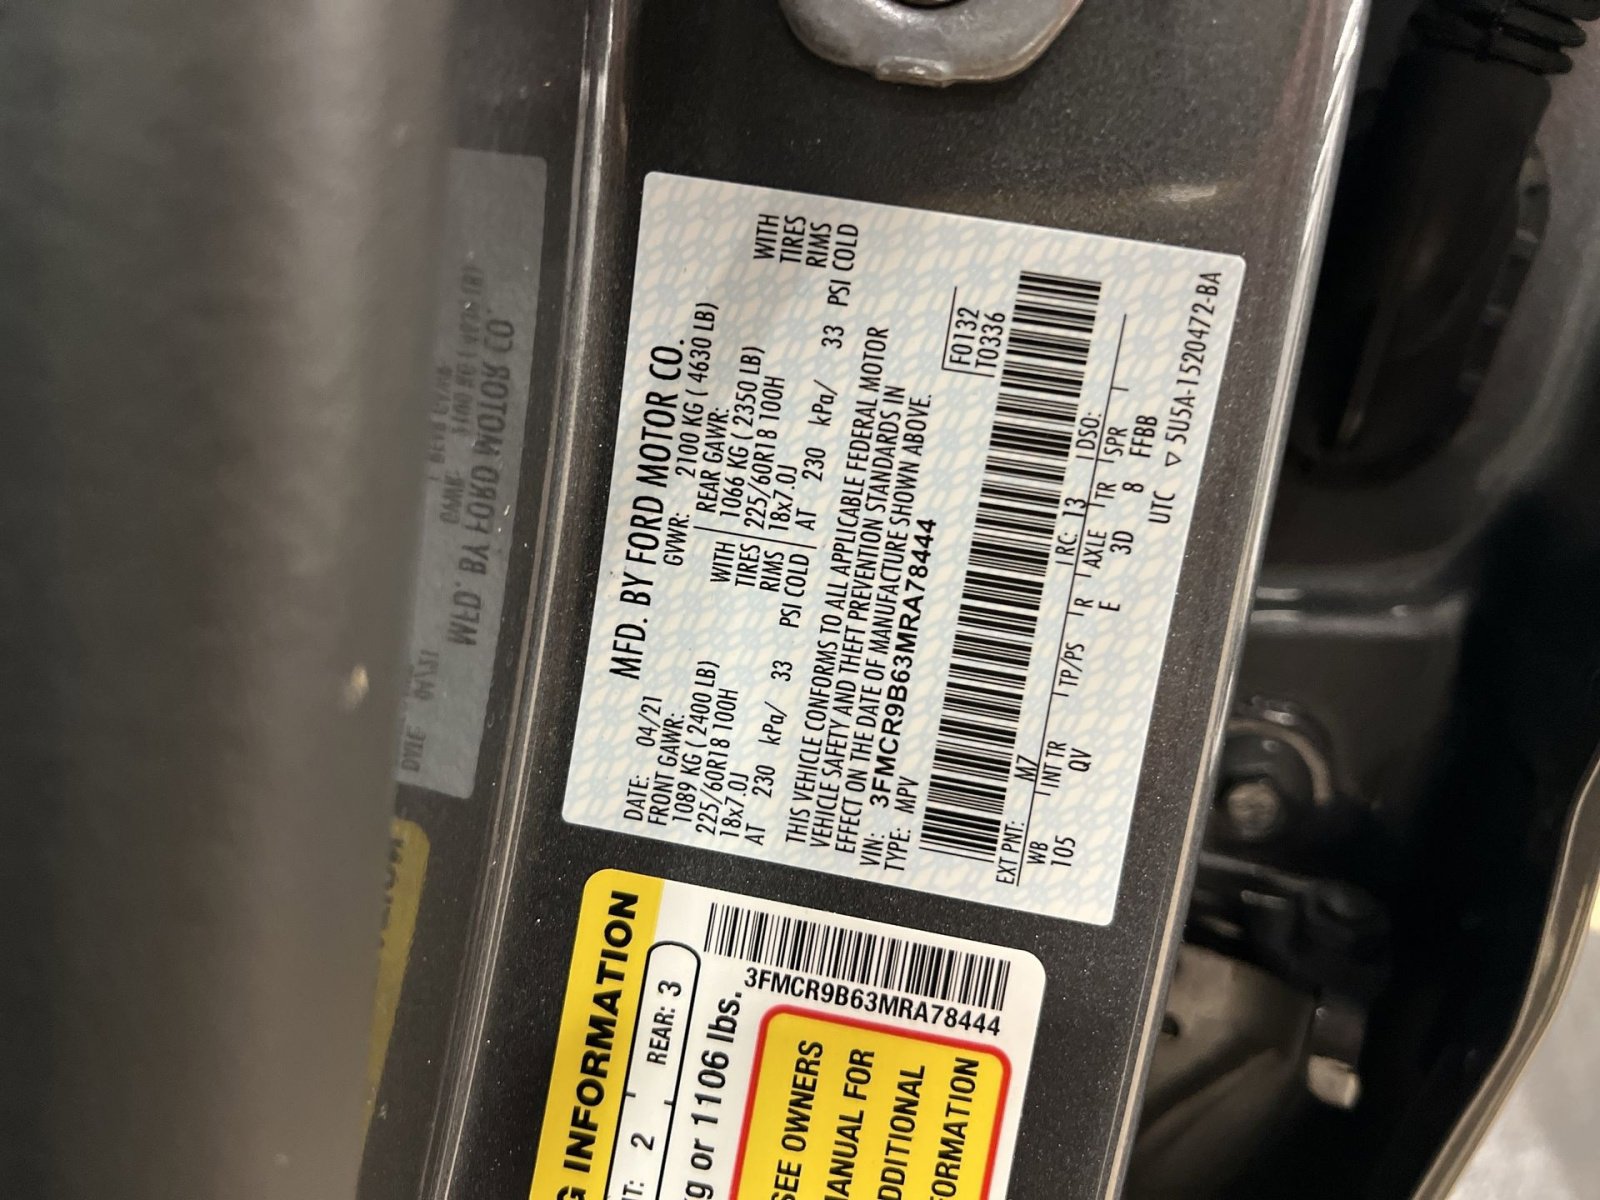 MFD. BY FORD MOTOR CO.
DATE: 04/21 GVWR: 2100 KG ( 4630 LB)
FRONT GAWR: REAR GAWR:
1089 KG ( 2400 LB) WITH 1066 KG ( 2350 LB) WITH
225/60R18 100H TIRES 225/60R18 100H TIRES
18x7.0J RIMS 18x7.0J RIMS
AT 230 kPa/ 33 PSI COLD AT 230 kPa/ 33 PSI COLD
THIS VEHICLE CONFORMS TO ALL APPLICABLE FEDERAL MOTOR
VEHICLE SAFETY AND THEFT PREVENTION STANDARDS IN
EFFECT ON THE DATE OF MANUFACTURE SHOWN ABOVE.
VIN: 3FMCR9B63MRA78444
TYPE: MPV
F0132
T0336
EXT PNT: M7 RC: 13 DSO:
WB INT TR TP/PS R AXLE TR SPR
105 QV E 3D 8 FFBB
UTC ▽ 5U5A-1520472-BA
G INFORMATION
2 REAR: 3
or 1106 lbs.
3FMCR9B63MRA78444
SEE OWNERS
MANUAL FOR
ADDITIONAL
INFORMATION